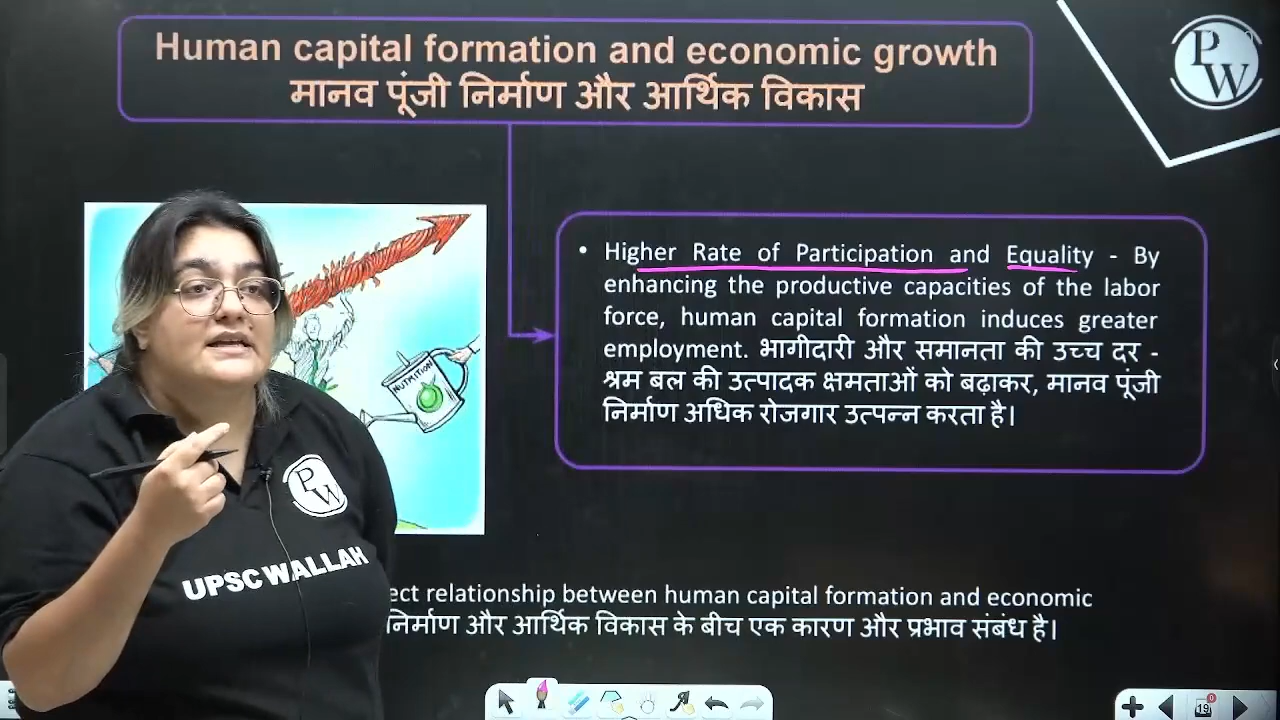 Human capital formation and economic growth
मानव पूंजी निर्माण और आर्थिक विकास
PW
• Higher Rate of Participation and Equality - By
enhancing the productive capacities of the labor
force, human capital formation induces greater
employment. भागीदारी और समानता की उच्च दर -
श्रम बल की उत्पादक क्षमताओं को बढ़ाकर, मानव पूंजी
निर्माण अधिक रोजगार उत्पन्न करता है।
NUTRITION
PW
UPSC WALLAH
relationship between human capital formation and economic
निर्माण और आर्थिक विकास के बीच एक कारण और प्रभाव संबंध है।
19